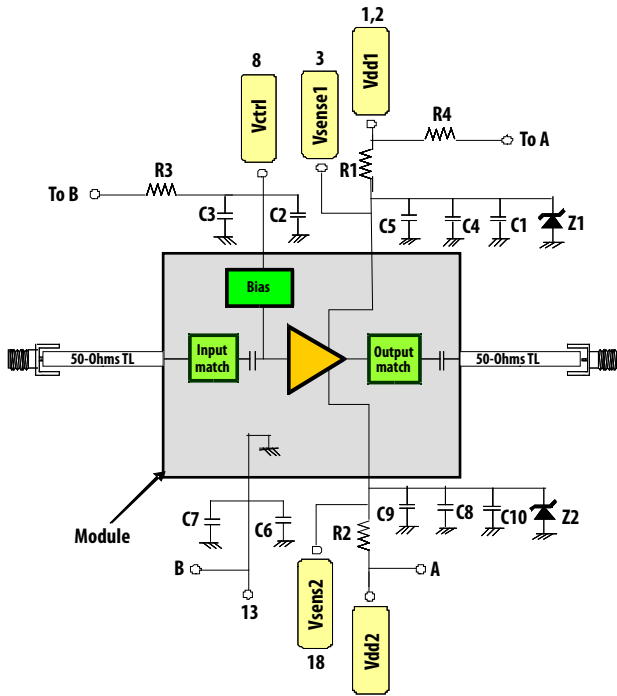 1,2
8
3
Vctrl
Vsense1
Vdd1
R4
To A
R3
R1
To B
C3
C2
C5
C4
C1
Z1
Bias
50-Ohms TL
Input
match
Output
match
50-Ohms TL
Module
C7
C6
C9
C8
C10
Z2
R2
B
A
13
Vsens2
Vdd2
18